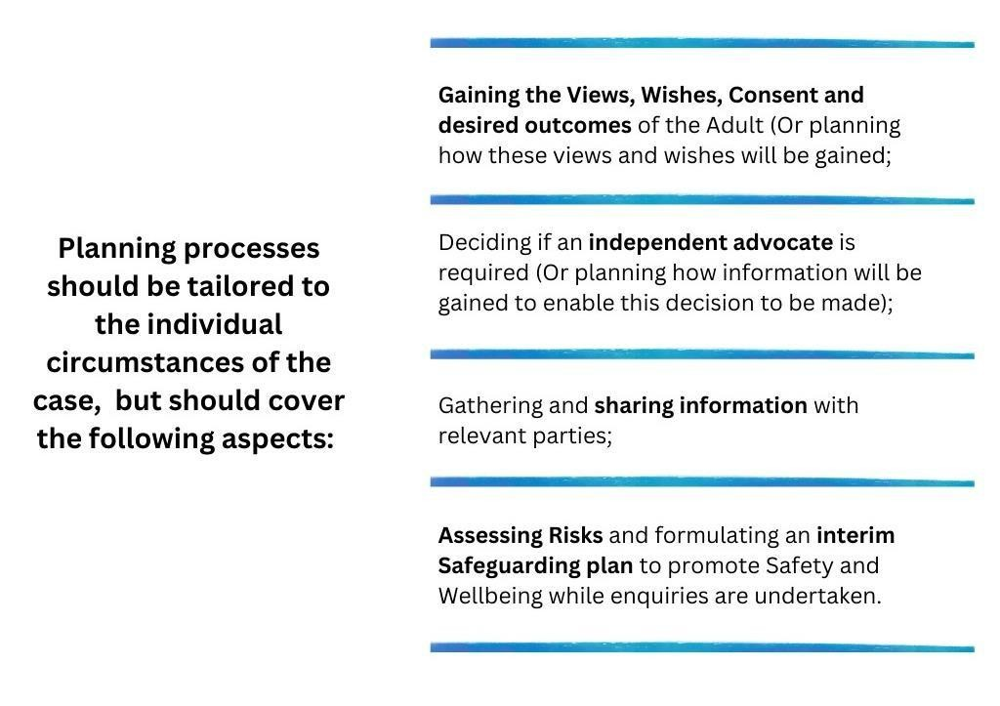 Planning processes
should be tailored to
the individual
circumstances of the
case,  but should cover
the following aspects:
Gaining the Views, Wishes, Consent and
desired outcomes of the Adult (Or planning
how these views and wishes will be gained;
Deciding if an independent advocate is
required (Or planning how information will be
gained to enable this decision to be made);
Gathering and sharing information with
relevant parties;
Assessing Risks and formulating an interim
Safeguarding plan to promote Safety and
Wellbeing while enquiries are undertaken.